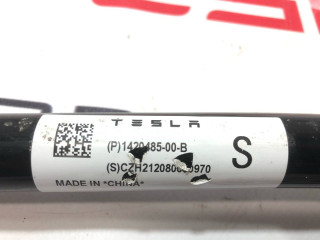 TESLA
(P)1420485-00-B
S
MADE IN "CHINA"